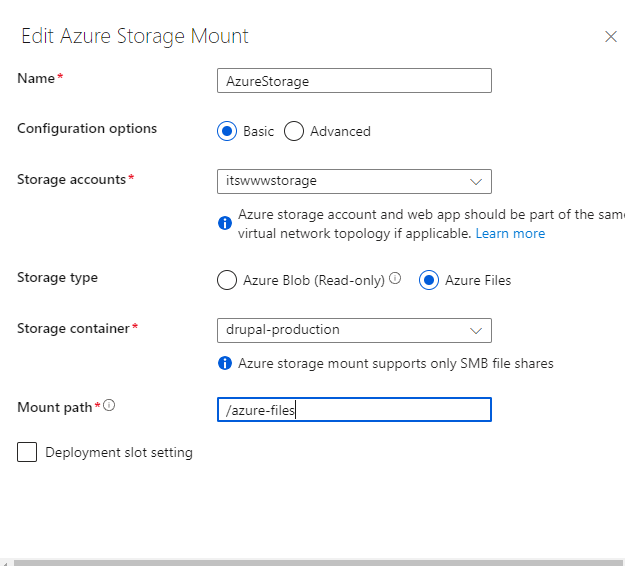 Edit Azure Storage Mount
Name*
AzureStorage
Configuration options
Basic
Advanced
Storage accounts*
itswwwstorage
Azure storage account and web app should be part of the same
virtual network topology if applicable. Learn more
Storage type
Azure Blob (Read-only)
Azure Files
Storage container*
drupal-production
Azure storage mount supports only SMB file shares
Mount path*
/azure-files
Deployment slot setting